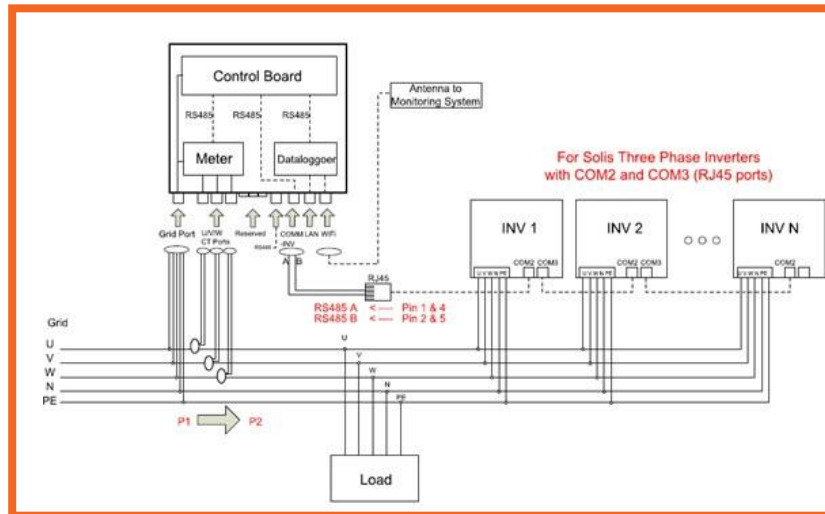 Control Board
RS485
RS485
RS485
Meter
Dataloggoer
Antenna to
Monitoring System
For Solis Three Phase Inverters
with COM2 and COM3 (RJ45 ports)
Grid Port
U/V/W
CT Ports
Reserved
RS485
COMM
-INV
LAN
WIFI
A
B
RJ45
RS485 A <---- Pin 1 & 4
RS485 B <---- Pin 2 & 5
INV 1
COM2
COM3
U V W N PE
INV 2
COM2
COM3
U V W N PE
INV N
COM2
U V W N PE
Grid
U
V
W
N
PE
U
V
W
N
PE
P1
P2
Load